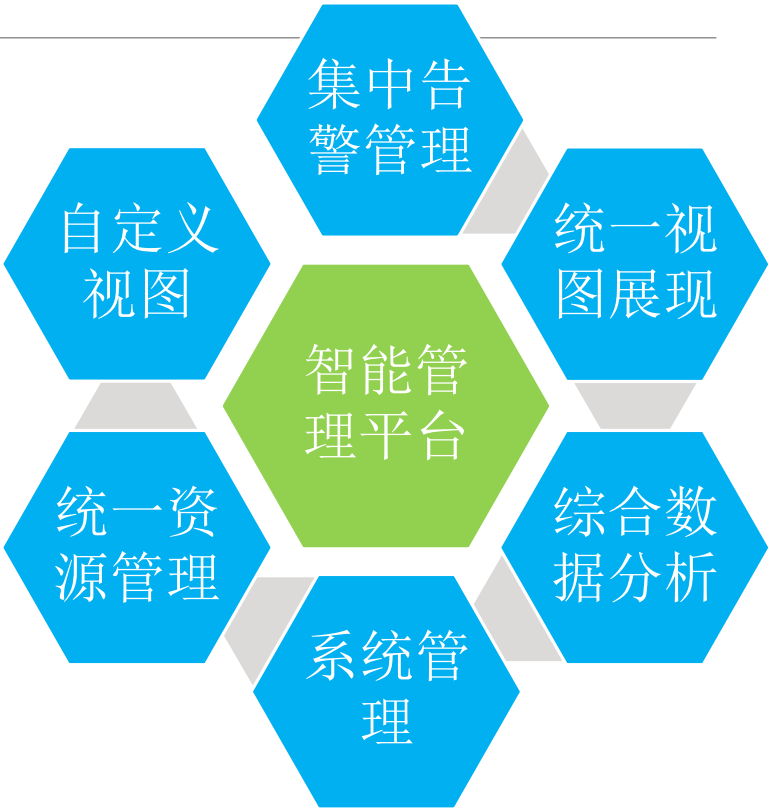 集中告
警管理
自定义
视图
统一视
图展现
智能管
理平台
统一资
源管理
综合数
据分析
系统管
理